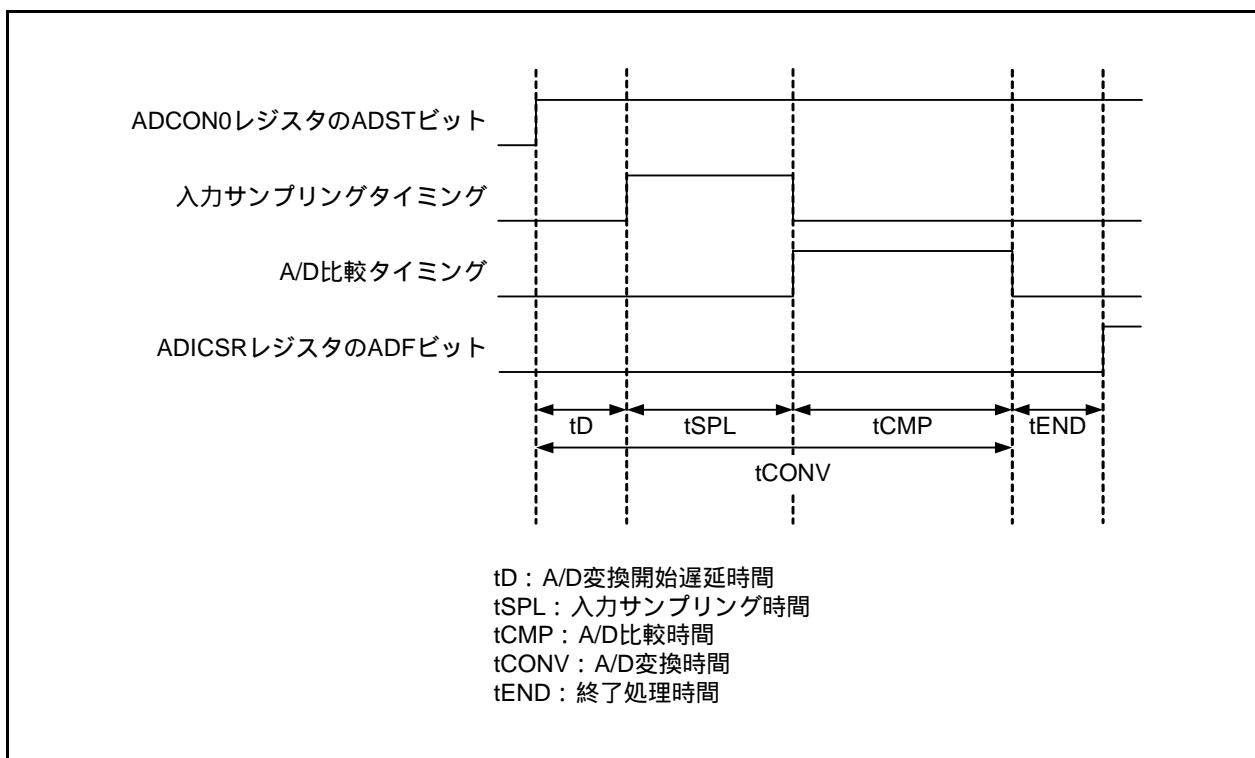 ADCON0レジスタのADSTビット
入力サンプリングタイミング
A/D比較タイミング
ADICSRレジスタのADFビット
tD
tSPL
tCMP
tEND
tCONV
tD：A/D変換開始遅延時間
tSPL：入力サンプリング時間
tCMP：A/D比較時間
tCONV：A/D変換時間
tEND：終了処理時間